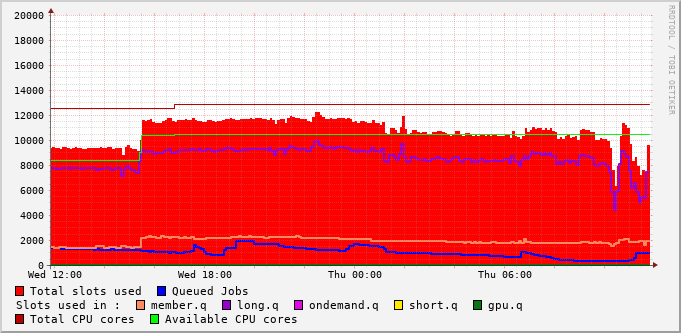 RRDTOOL / TOBI OETIKER
20000
18000
16000
14000
12000
10000
8000
6000
4000
2000
0
Wed 12:00 Wed 18:00 Thu 00:00 Thu 06:00
Total slots used Queued Jobs
Slots used in : member.q long.q ondemand.q short.q gpu.q
Total CPU cores Available CPU cores